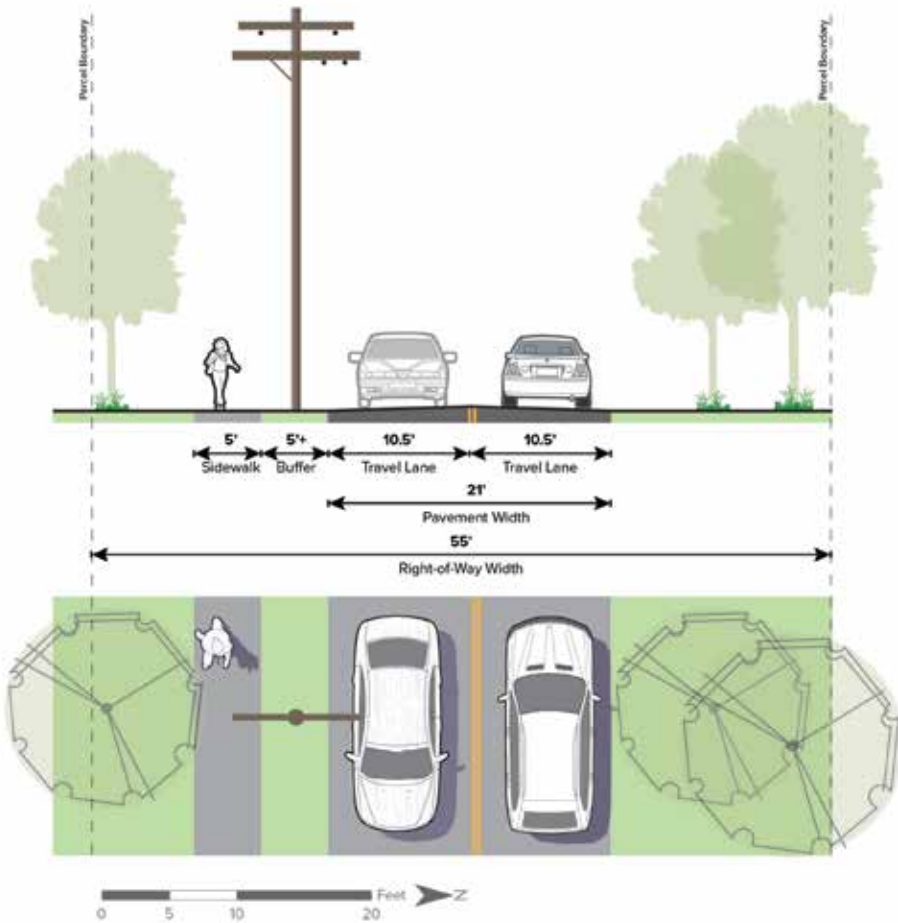 Parcel Boundary
Parcel Boundary
5'
5'+
10.5'
10.5'
Sidewalk
Buffer
Travel Lane
Travel Lane
21'
Pavement Width
55'
Right-of-Way Width
Feet
N
0 5 10 20